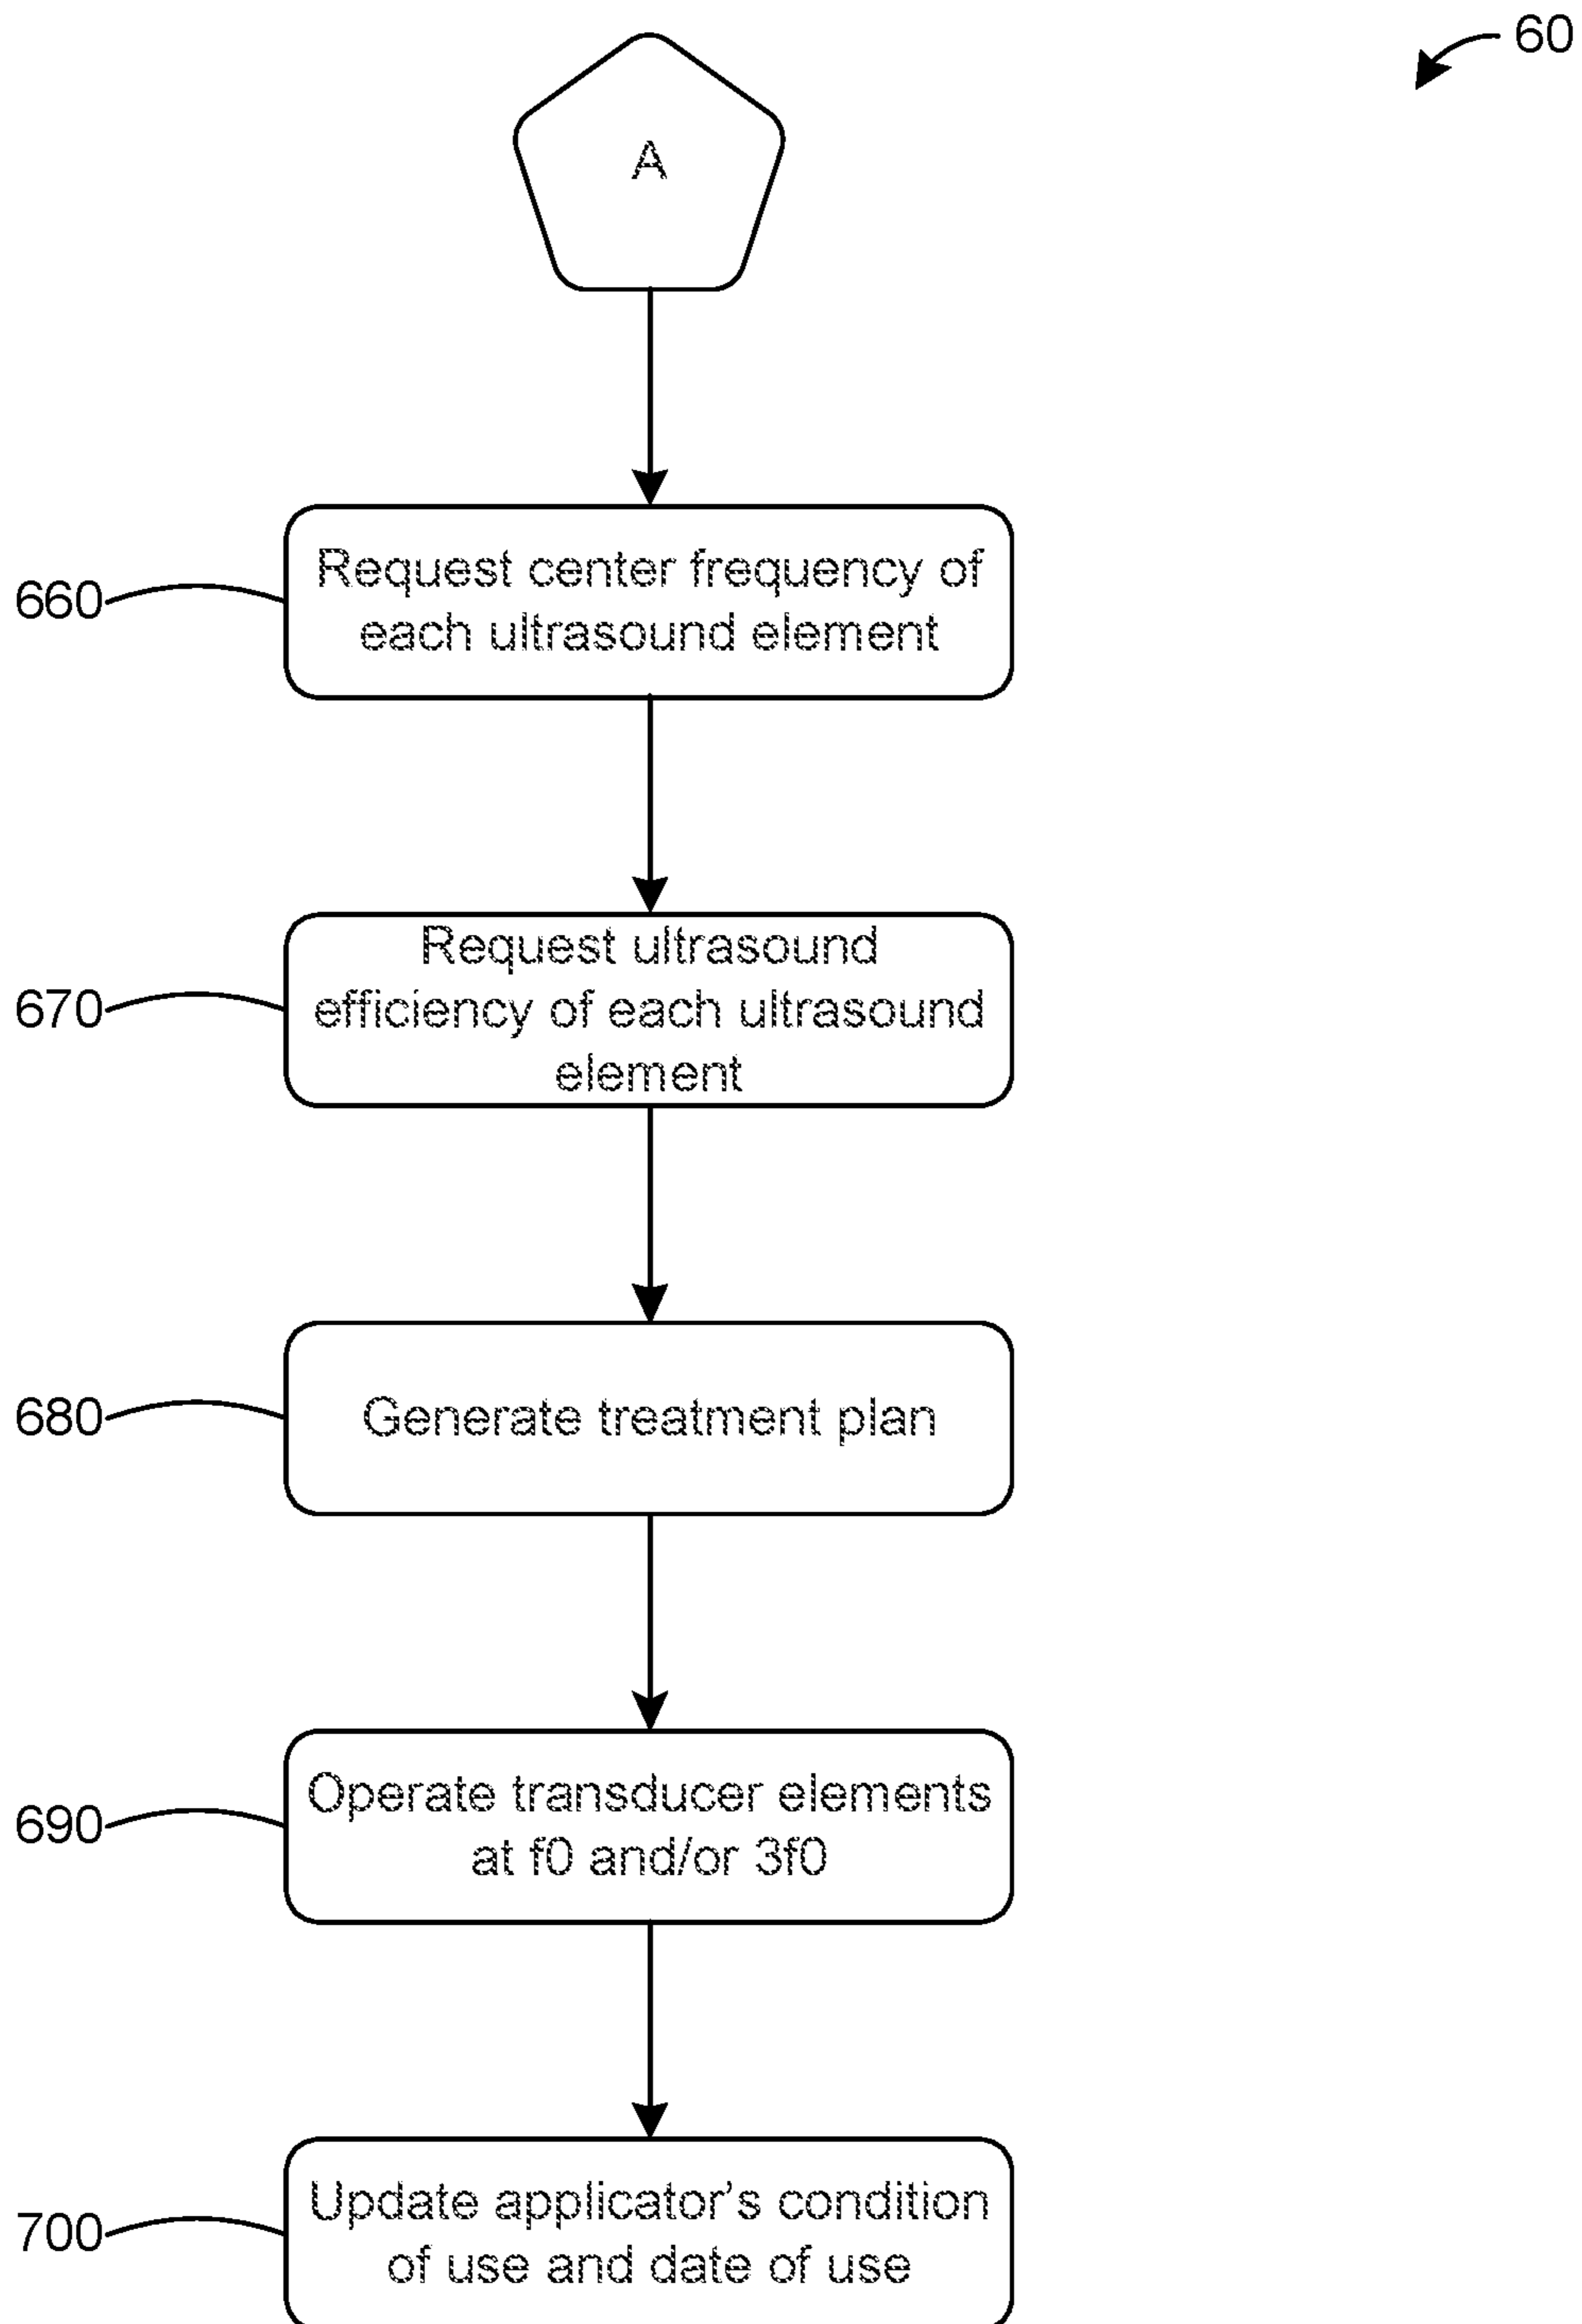 60
A
660
Request center frequency of
each ultrasound element
670
Request ultrasound
efficiency of each ultrasound
element
680
Generate treatment plan
690
Operate transducer elements
at f0 and/or 3f0
700
Update applicator's condition
of use and date of use